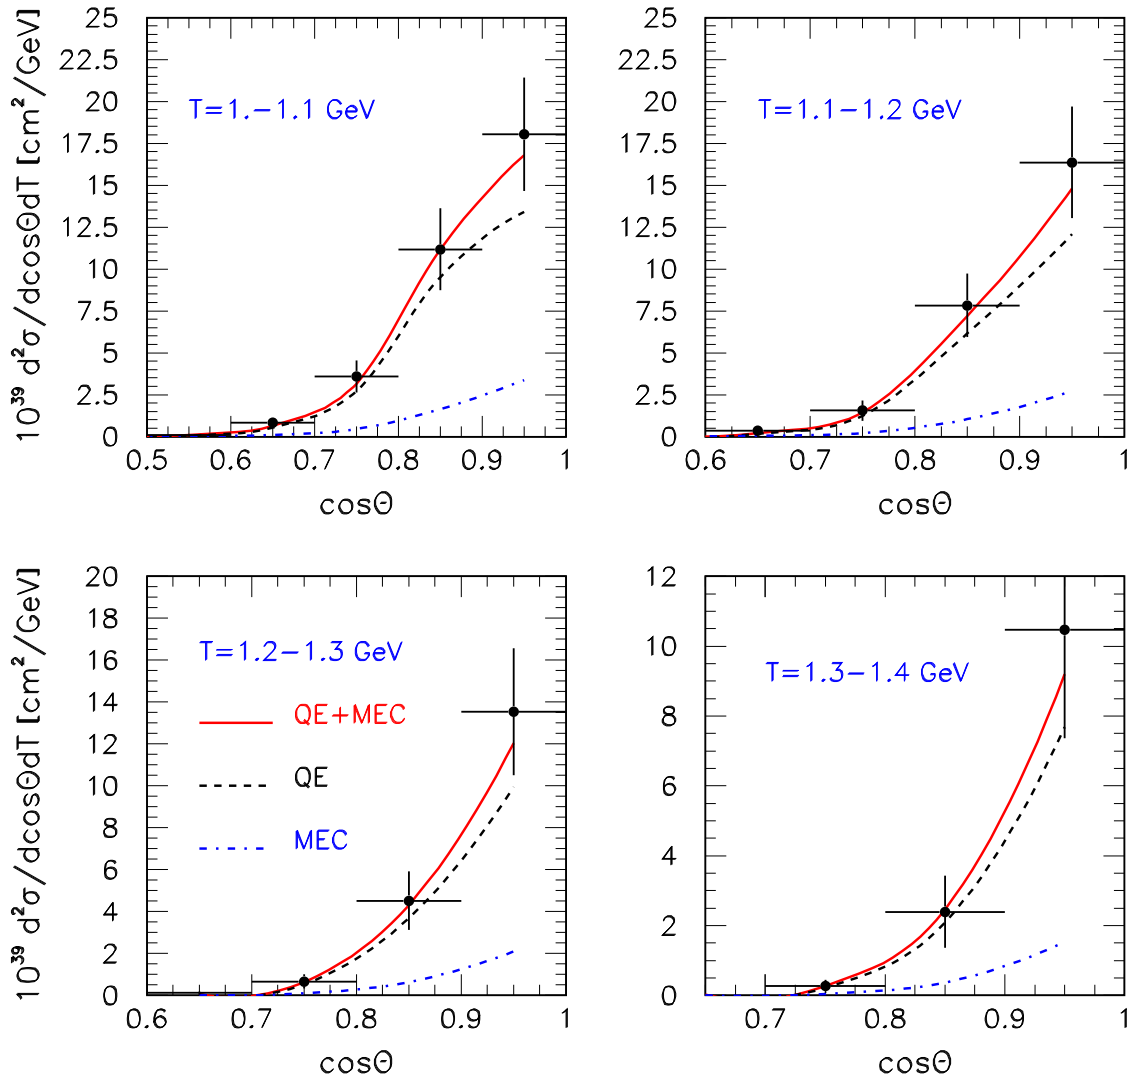 10³⁹ d²σ/dcosΘdT [cm²/GeV]
25
22.5
20
17.5
15
12.5
10
7.5
5
2.5
0
T=1.−1.1 GeV
0.5 0.6 0.7 0.8 0.9 1
cosΘ
25
22.5
20
17.5
15
12.5
10
7.5
5
2.5
0
T=1.1−1.2 GeV
0.6 0.7 0.8 0.9 1
cosΘ
10³⁹ d²σ/dcosΘdT [cm²/GeV]
20
18
16
14
12
10
8
6
4
2
0
T=1.2−1.3 GeV
QE+MEC
QE
MEC
0.6 0.7 0.8 0.9 1
cosΘ
12
10
8
6
4
2
0
T=1.3−1.4 GeV
0.7 0.8 0.9 1
cosΘ